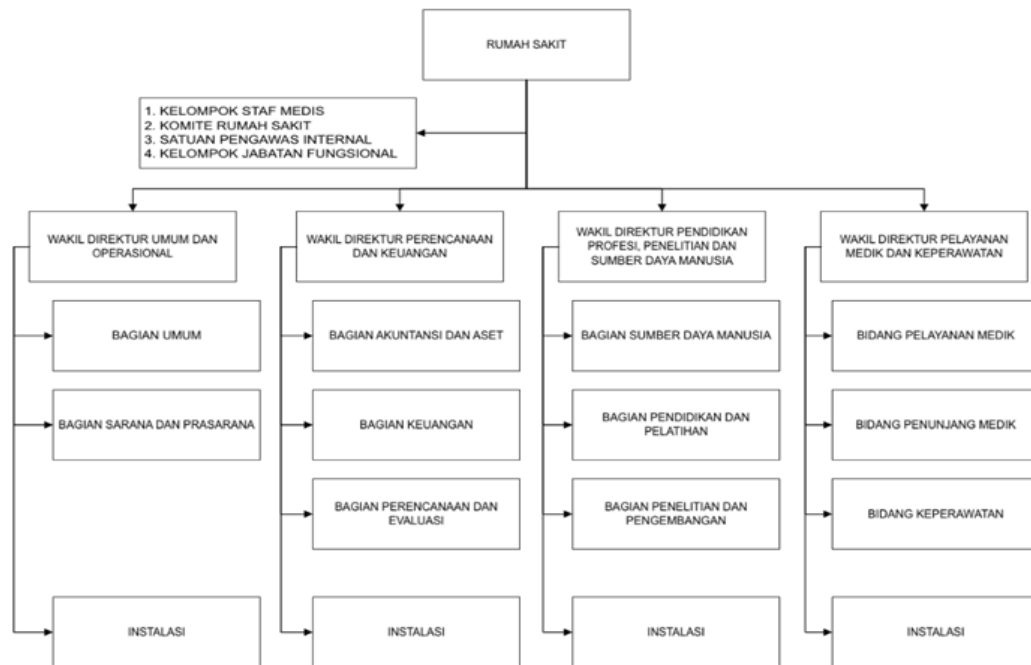 RUMAH SAKIT
1. KELOMPOK STAF MEDIS
2. KOMITE RUMAH SAKIT
3. SATUAN PENGAWAS INTERNAL
4. KELOMPOK JABATAN FUNGSIONAL
WAKIL DIREKTUR UMUM DAN
OPERASIONAL
BAGIAN UMUM
BAGIAN SARANA DAN PRASARANA
INSTALASI
WAKIL DIREKTUR PERENCANAAN
DAN KEUANGAN
BAGIAN AKUNTANSI DAN ASET
BAGIAN KEUANGAN
BAGIAN PERENCANAAN DAN
EVALUASI
INSTALASI
WAKIL DIREKTUR PENDIDIKAN
PROFESI, PENELITIAN DAN
SUMBER DAYA MANUSIA
BAGIAN SUMBER DAYA MANUSIA
BAGIAN PENDIDIKAN DAN
PELATIHAN
BAGIAN PENELITIAN DAN
PENGEMBANGAN
INSTALASI
WAKIL DIREKTUR PELAYANAN
MEDIK DAN KEPERAWATAN
BIDANG PELAYANAN MEDIK
BIDANG PENUNJANG MEDIK
BIDANG KEPERAWATAN
INSTALASI